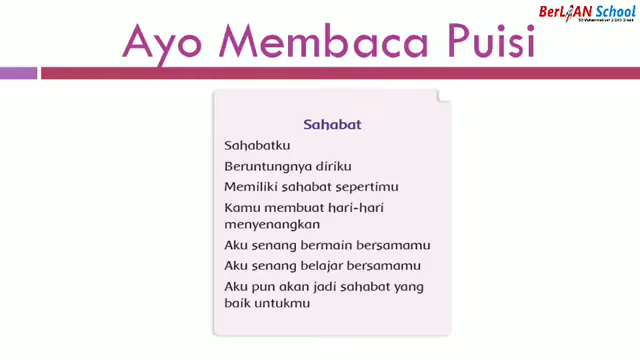 BerLIAN School
Ayo Membaca Puisi
Sahabat
Sahabatku
Beruntungnya diriku
Memiliki sahabat sepertimu
Kamu membuat hari-hari
menyenangkan
Aku senang bermain bersamamu
Aku senang belajar bersamamu
Aku pun akan jadi sahabat yang
baik untukmu